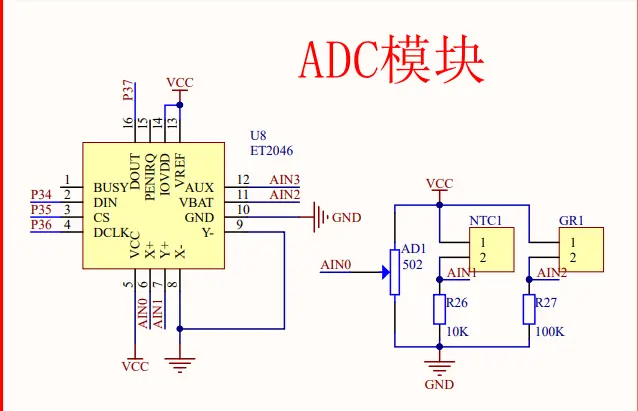 ADC模块
VCC
P37
16
15
14
13
U8
ET2046
DOUT
PENIRQ
IOVDD
VREF
1
BUSY
AUX
12
AIN3
P34
2
DIN
VBAT
11
AIN2
P35
3
CS
GND
10
GND
P36
4
DCLK
Y-
9
VCC
X+
Y+
X-
5
6
7
8
AIN0
AIN1
VCC
VCC
NTC1
GR1
AD1
502
1
2
1
2
AIN0
AIN1
AIN2
R26
R27
10K
100K
GND